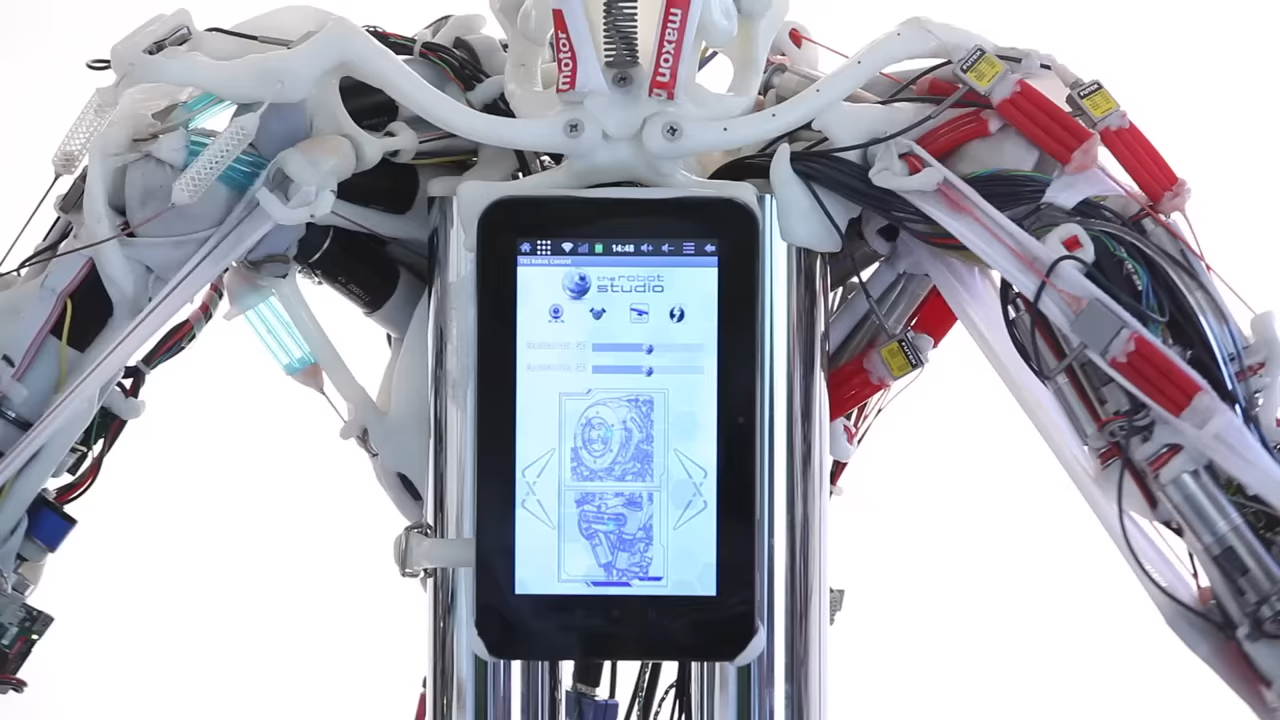 motor
maxon
FUTEK
FUTEK
14:48
TRS Robot Control
the robot
studio
FUTEK